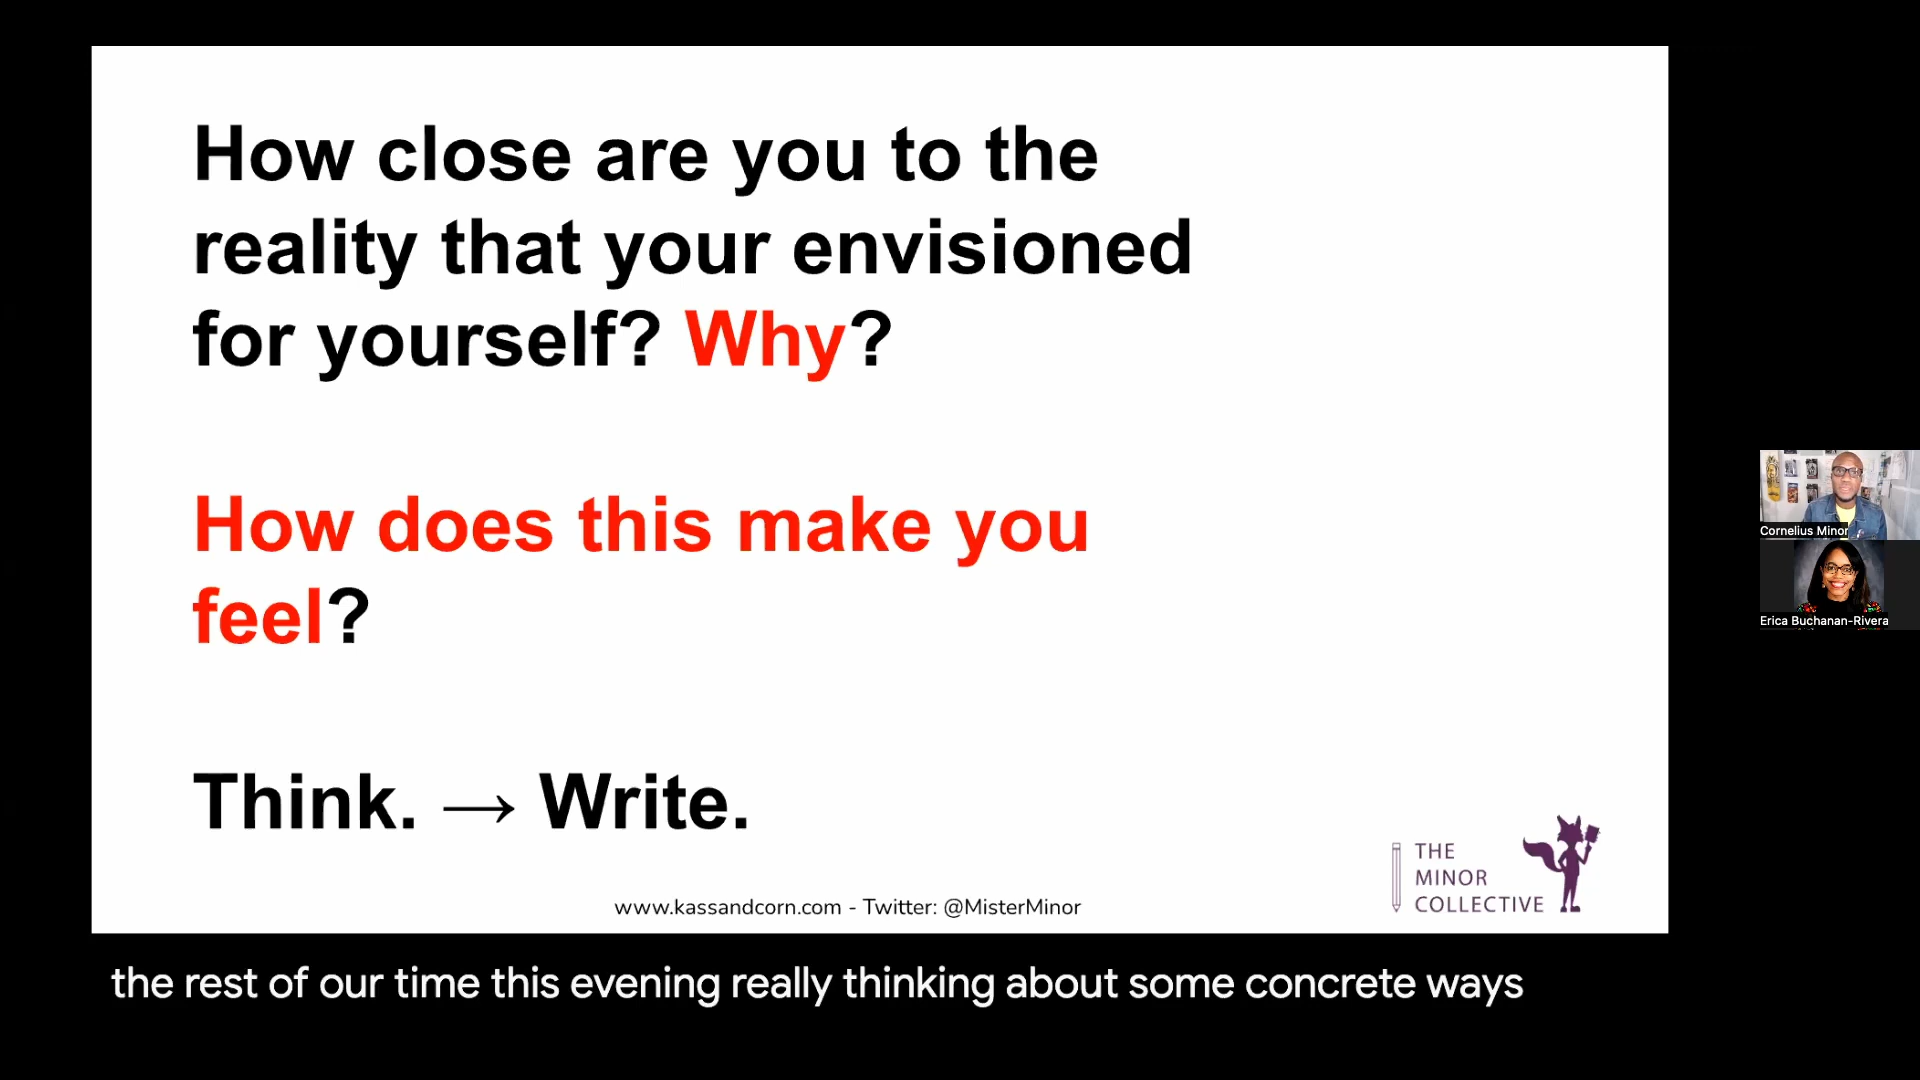 How close are you to the
reality that your envisioned
for yourself? Why?
How does this make you
feel?
Think. → Write.
www.kassandcorn.com - Twitter: @MisterMinor
THE
MINOR
COLLECTIVE
Cornelius Minor
Erica Buchanan-Rivera
the rest of our time this evening really thinking about some concrete ways